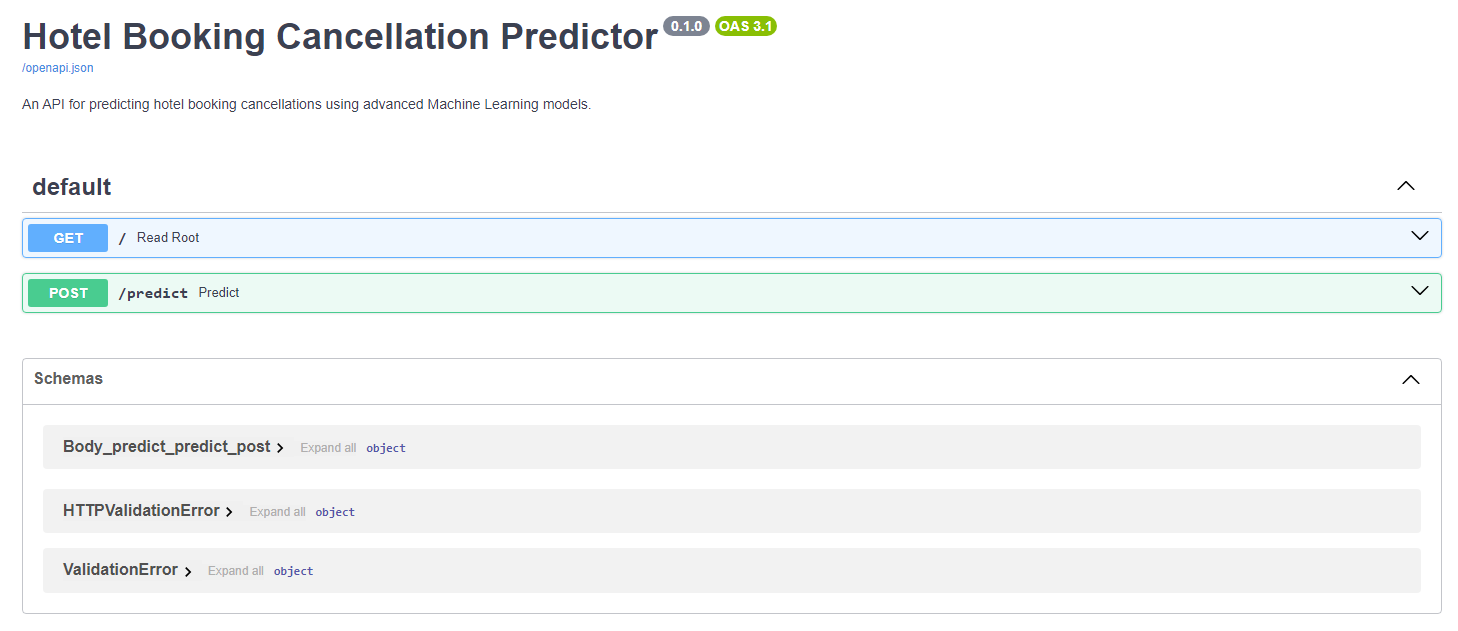 Hotel Booking Cancellation Predictor 0.1.0 OAS 3.1
/openapi.json
An API for predicting hotel booking cancellations using advanced Machine Learning models.
default
GET / Read Root
POST /predict Predict
Schemas
Body_predict_predict_post Expand all object
HTTPValidationError Expand all object
ValidationError Expand all object